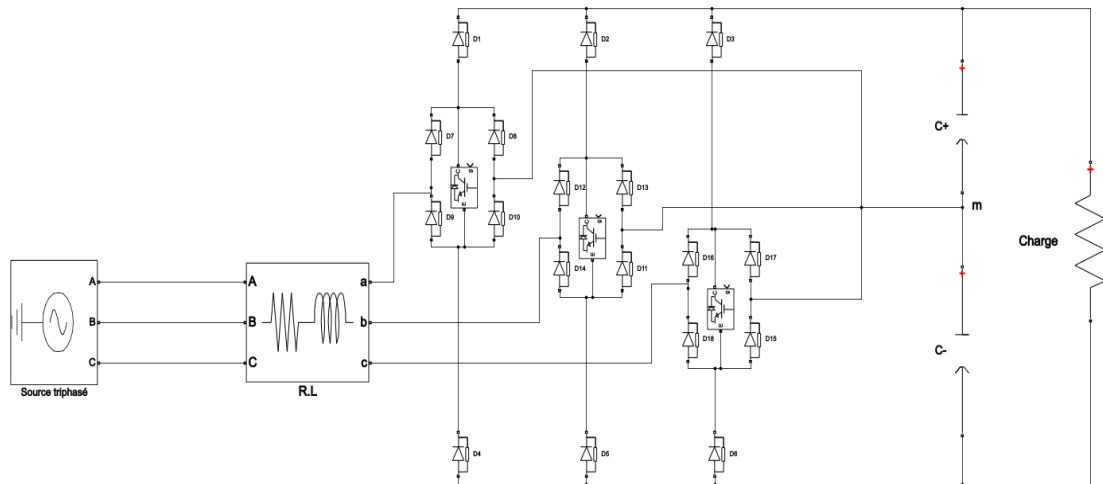 D1
D2
D3
D7
D8
C
g
E
D9
D10
D12
D13
C
g
E
D14
D11
D16
D17
C
g
E
D18
D15
C+
m
Charge
C-
A
B
C
Source triphasé
A
B
C
a
b
c
R.L
D4
D5
D6